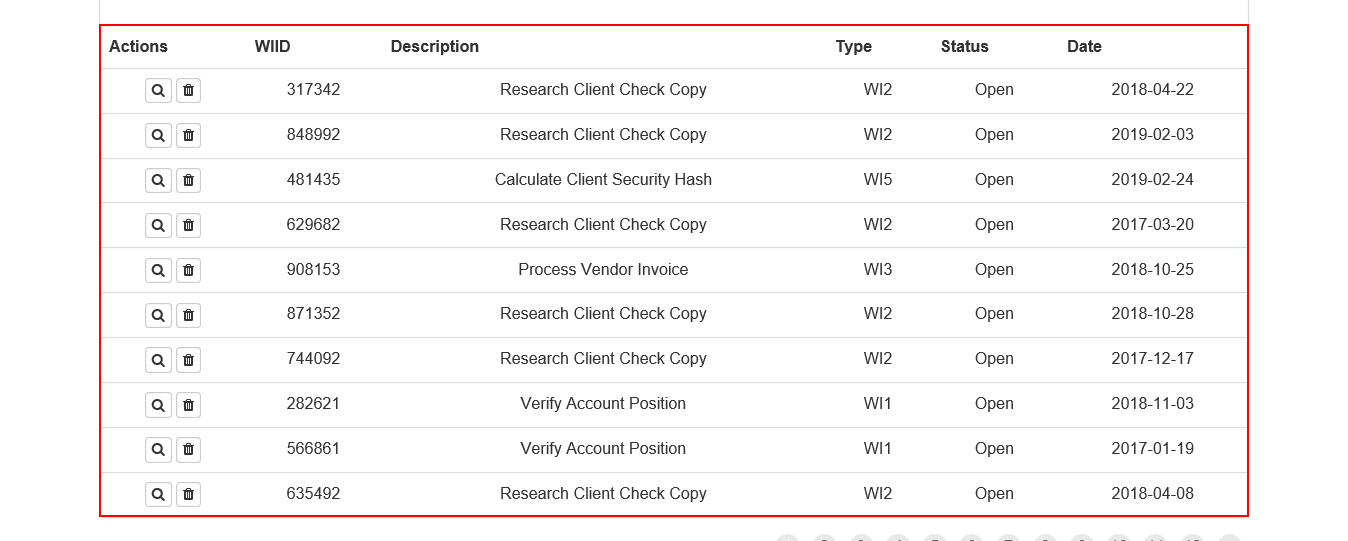 Actions WIID Description Type Status Date
317342 Research Client Check Copy WI2 Open 2018-04-22
848992 Research Client Check Copy WI2 Open 2019-02-03
481435 Calculate Client Security Hash WI5 Open 2019-02-24
629682 Research Client Check Copy WI2 Open 2017-03-20
908153 Process Vendor Invoice WI3 Open 2018-10-25
871352 Research Client Check Copy WI2 Open 2018-10-28
744092 Research Client Check Copy WI2 Open 2017-12-17
282621 Verify Account Position WI1 Open 2018-11-03
566861 Verify Account Position WI1 Open 2017-01-19
635492 Research Client Check Copy WI2 Open 2018-04-08